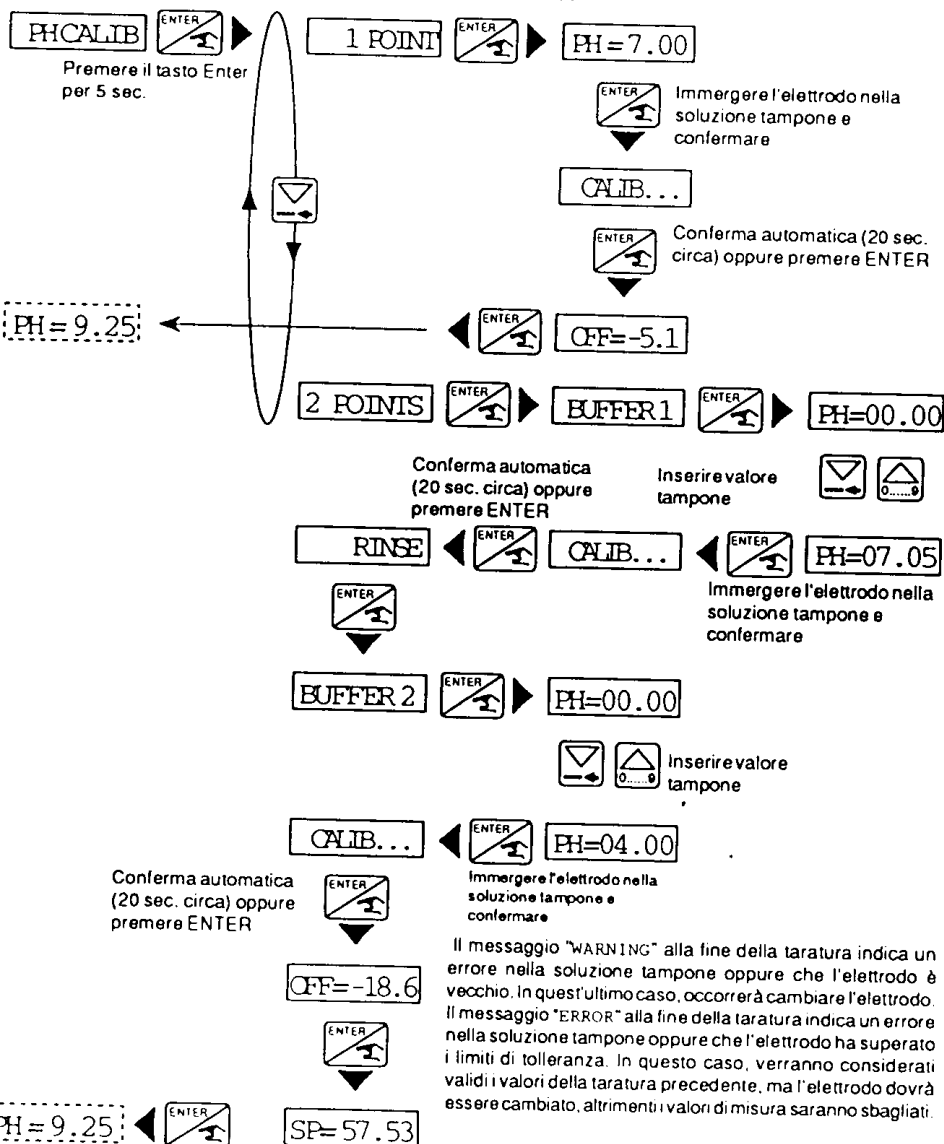 PH CALIB ENTER 1 POINT ENTER PH=7.00
Premere il tasto Enter
per 5 sec.
ENTER
Immergere l'elettrodo nella
soluzione tampone e
confermare
CALIB...
ENTER
Conferma automatica (20 sec.
circa) oppure premere ENTER
PH=9.25 ENTER OFF=-5.1
2 POINTS ENTER BUFFER 1 ENTER PH=00.00
Conferma automatica
(20 sec. circa) oppure
premere ENTER
Inserire valore
tampone
0......9
RINSE ENTER CALIB... ENTER PH=07.05
Immergere l'elettrodo nella
soluzione tampone e
confermare
ENTER
BUFFER 2 ENTER PH=00.00
0......9
Inserire valore
tampone
CALIB... ENTER PH=04.00
Immergere l'elettrodo nella
soluzione tampone e
confermare
Conferma automatica
(20 sec. circa) oppure
premere ENTER
ENTER
OFF=-18.6
ENTER
PH=9.25 ENTER SP=57.53
Il messaggio "WARNING" alla fine della taratura indica un
errore nella soluzione tampone oppure che l'elettrodo è
vecchio. In quest'ultimo caso, occorrerà cambiare l'elettrodo.
Il messaggio "ERROR" alla fine della taratura indica un errore
nella soluzione tampone oppure che l'elettrodo ha superato
i limiti di tolleranza. In questo caso, verranno considerati
validi i valori della taratura precedente, ma l'elettrodo dovrà
essere cambiato, altrimenti i valori di misura saranno sbagliati.